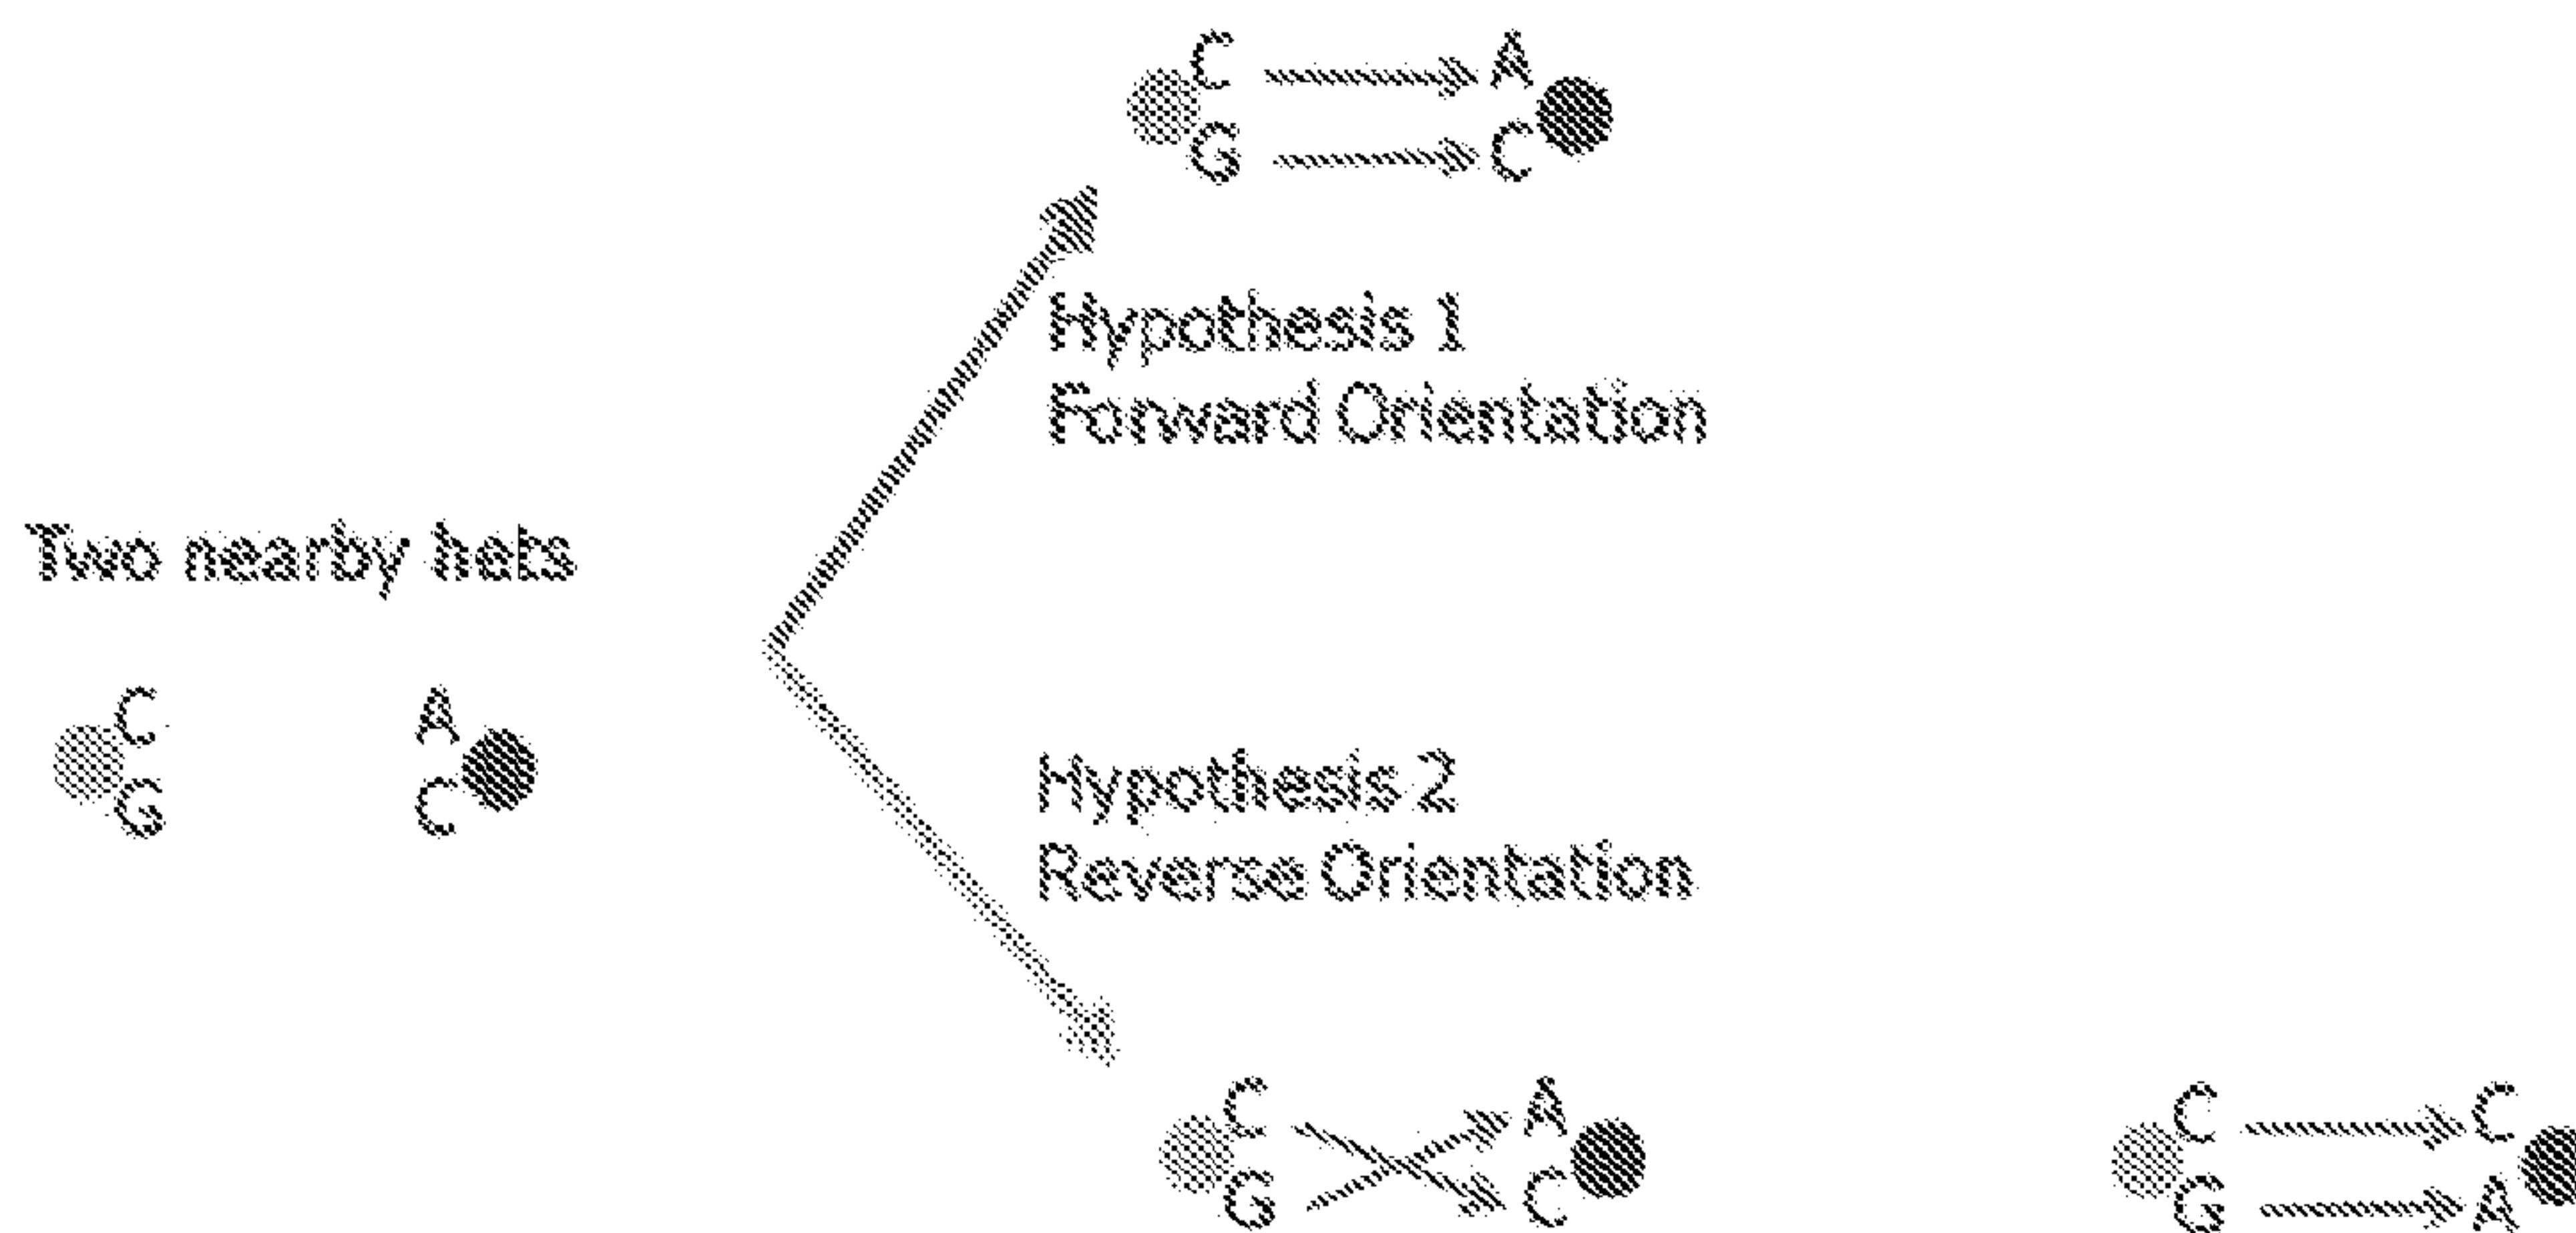 C A
G C
Hypothesis 1
Forward Orientation
Two nearby hets
C A
G C
Hypothesis 2
Reverse Orientation
C A
G C
C C
G A